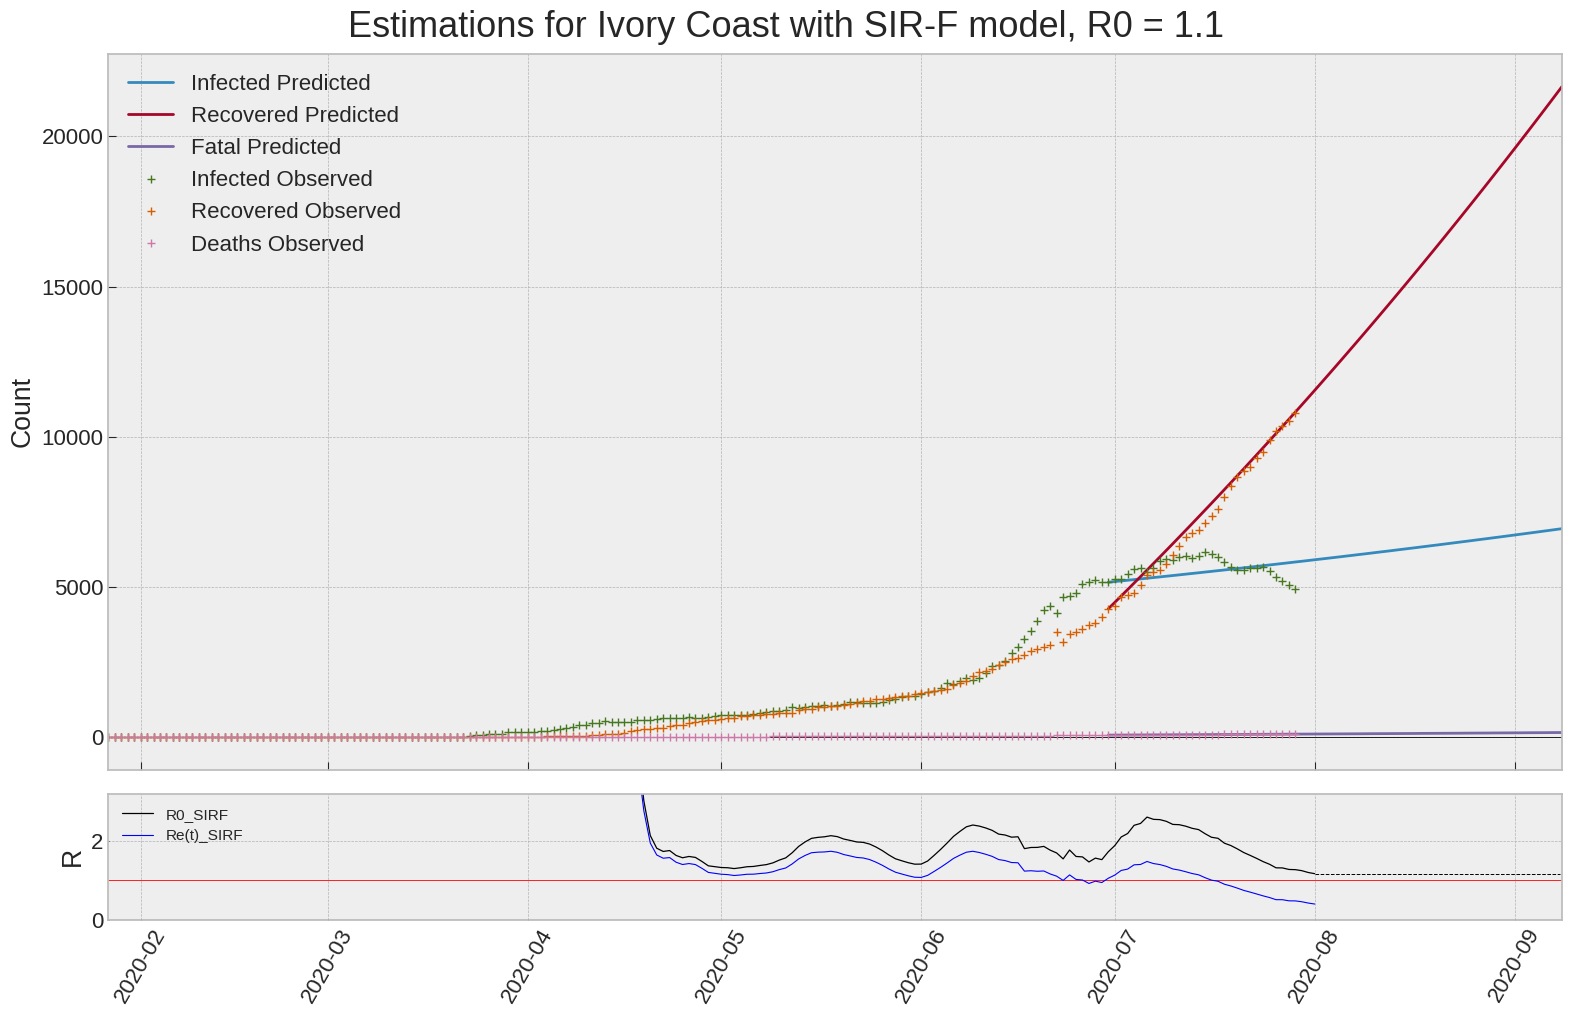 Estimations for Ivory Coast with SIR-F model, R0 = 1.1
Infected Predicted
Recovered Predicted
Fatal Predicted
Infected Observed
Recovered Observed
Deaths Observed
20000
15000
10000
5000
0
Count
R0_SIRF
Re(t)_SIRF
2
0
R
2020-02
2020-03
2020-04
2020-05
2020-06
2020-07
2020-08
2020-09